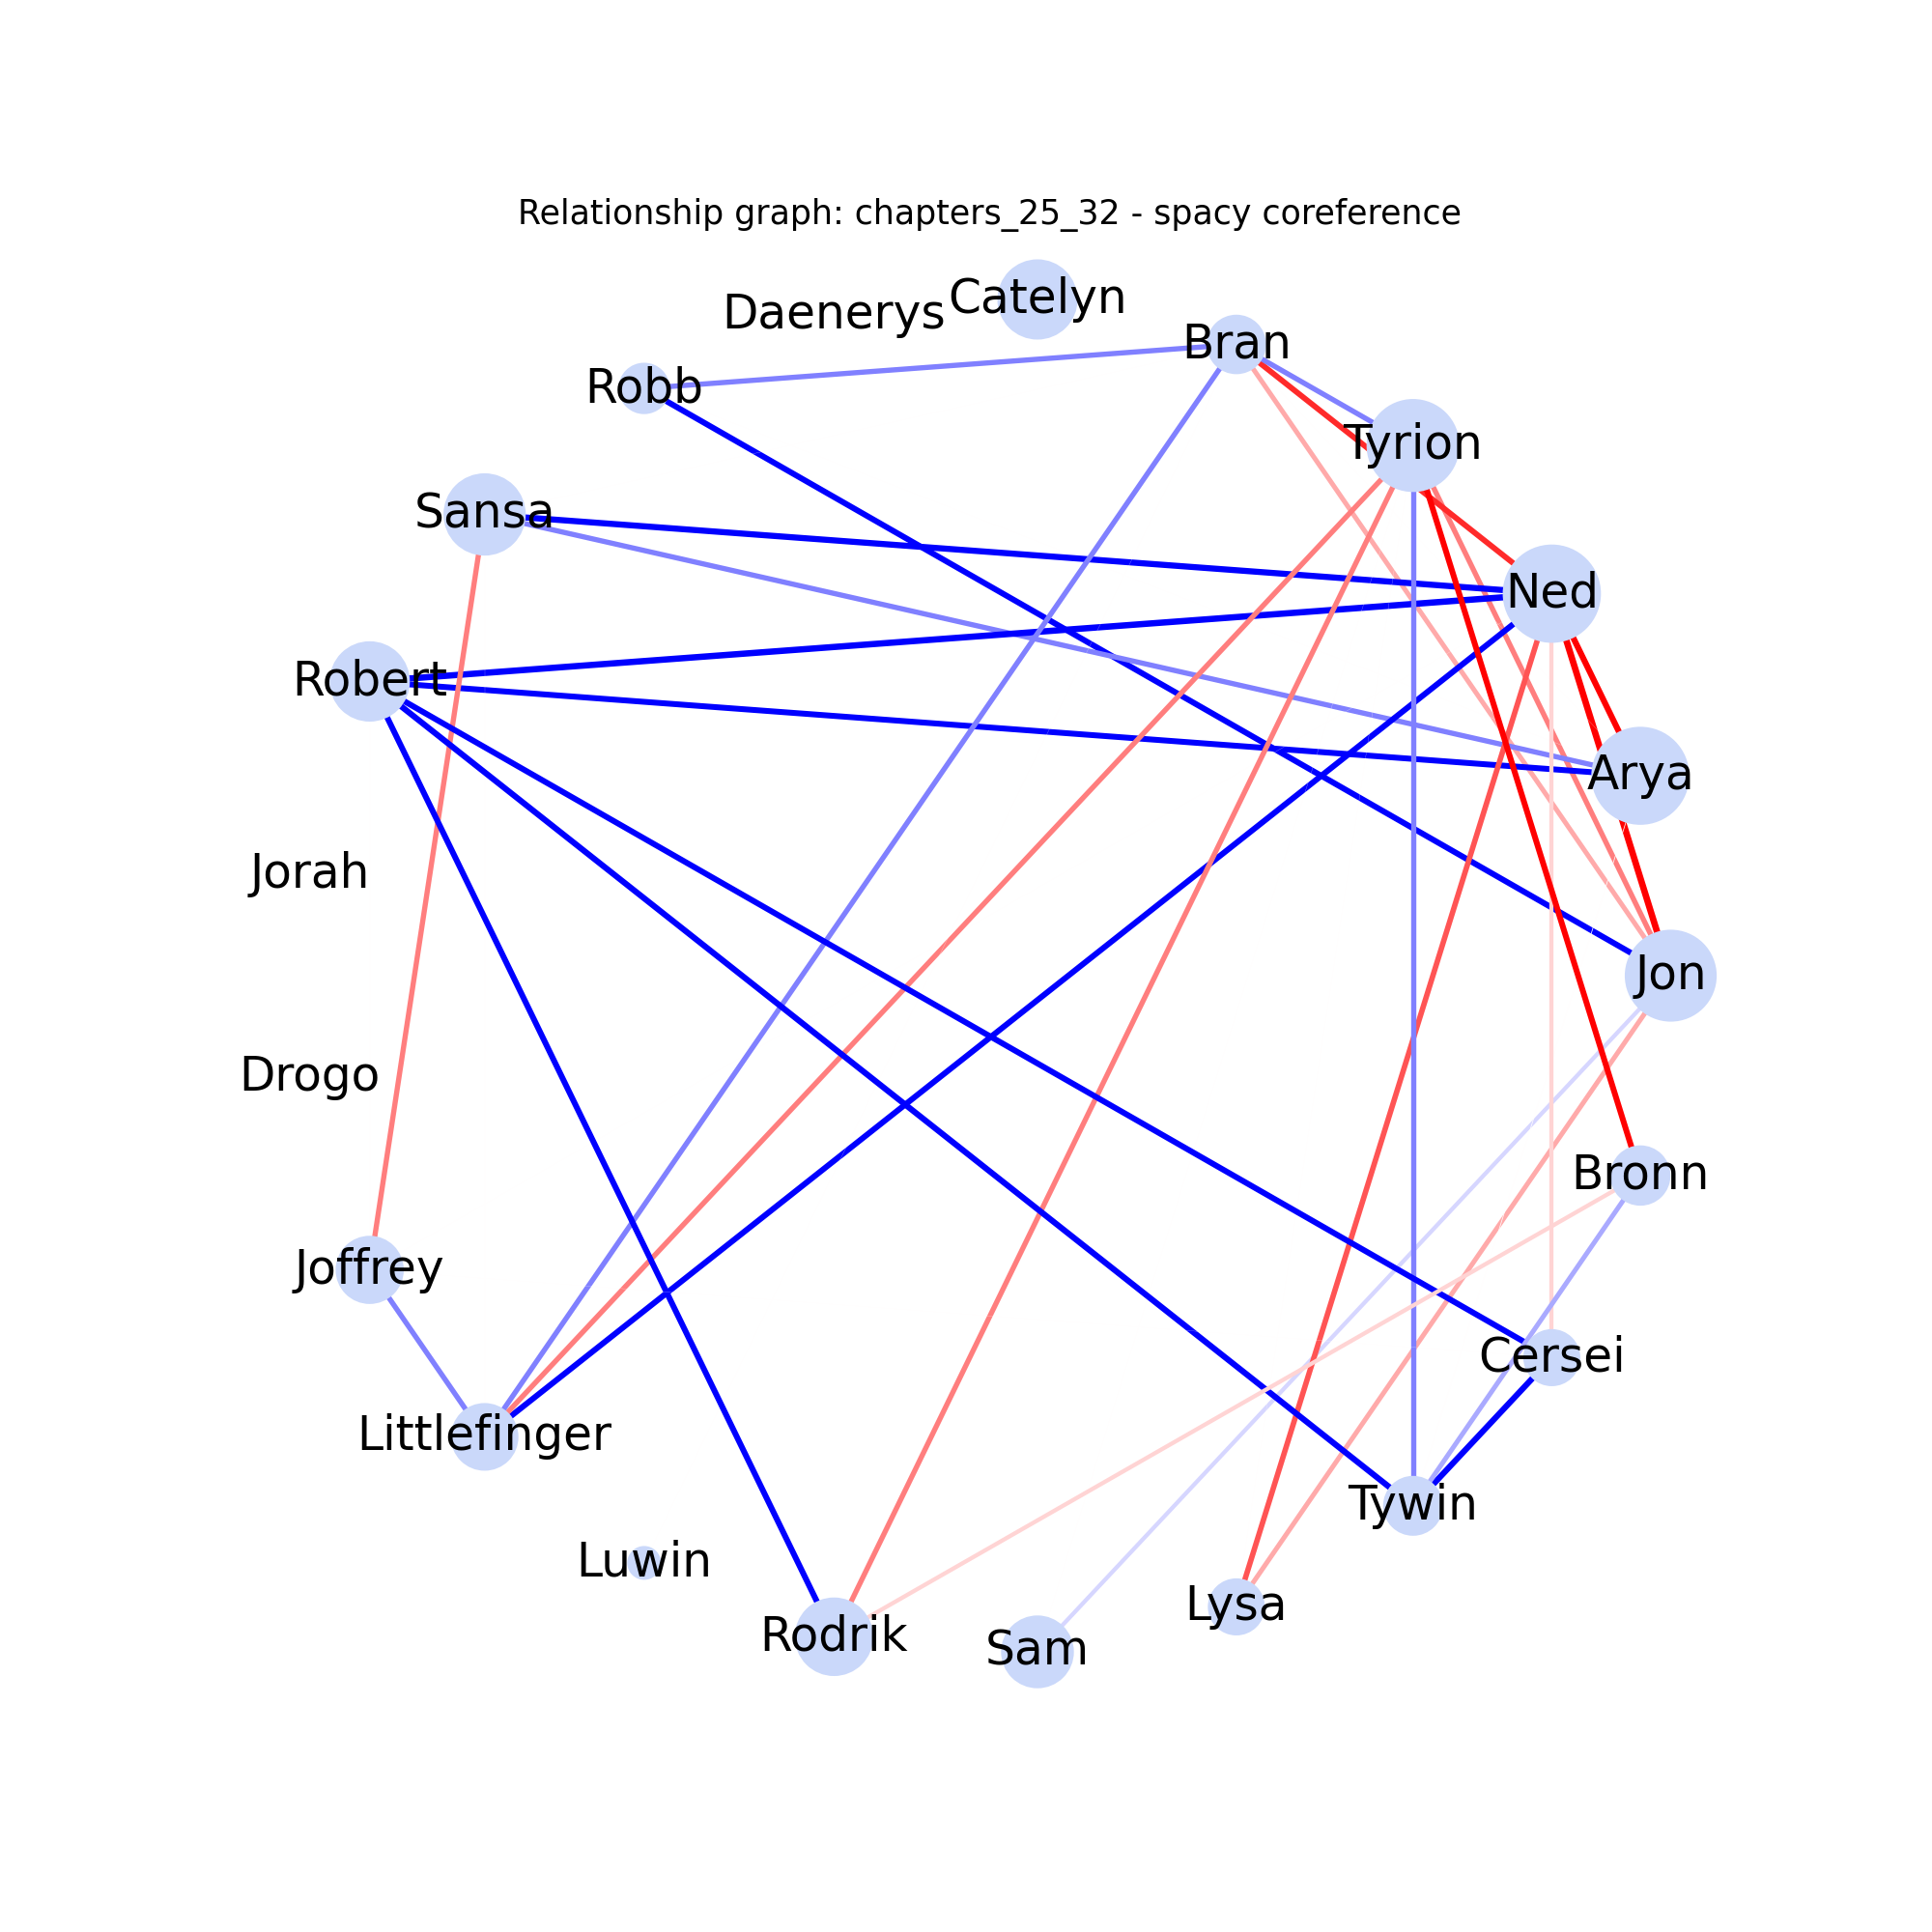 Relationship graph: chapters_25_32 - spacy coreference
Catelyn
Daenerys
Bran
Robb
Tyrion
Sansa
Ned
Robert
Arya
Jorah
Jon
Drogo
Bronn
Joffrey
Cersei
Littlefinger
Tywin
Luwin
Lysa
Rodrik
Sam